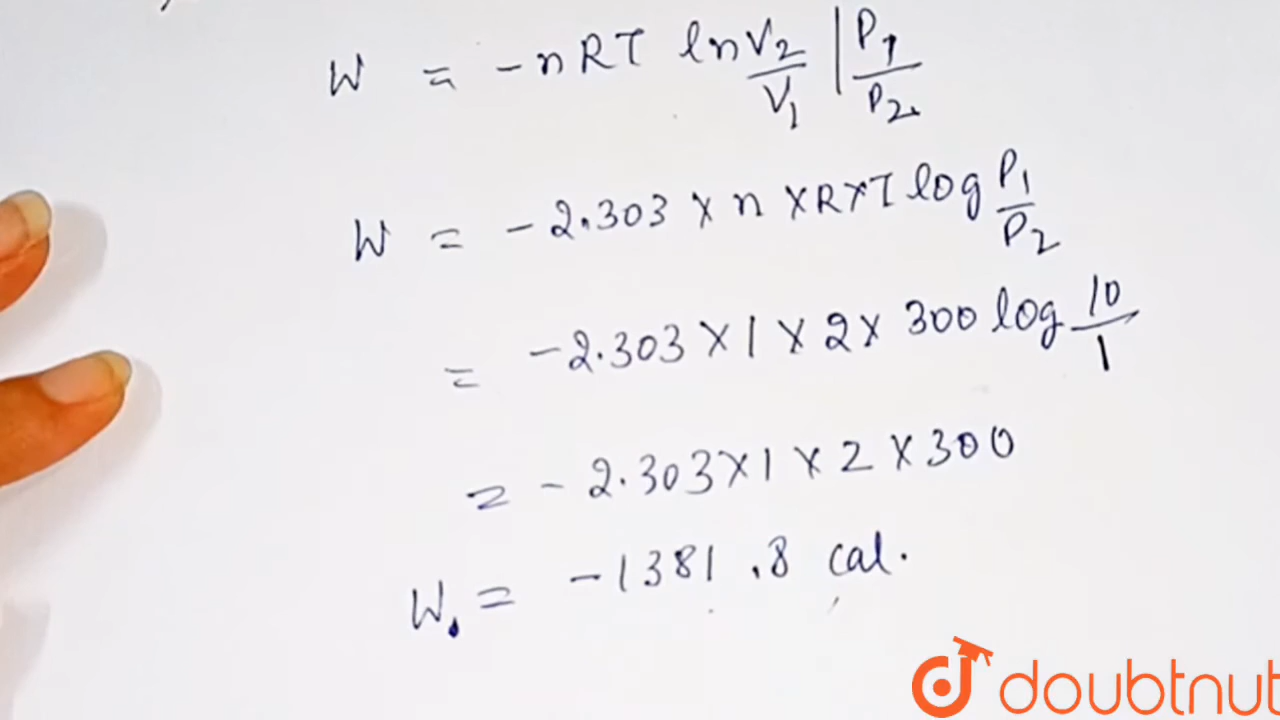 W = -nRT ln V2/V1 | P1/P2.
W = -2.303 × n × R × T log P1/P2
= -2.303 × 1 × 2 × 300 log 10/1
= -2.303 × 1 × 2 × 300
W. = -1381.8 cal.
doubtnut